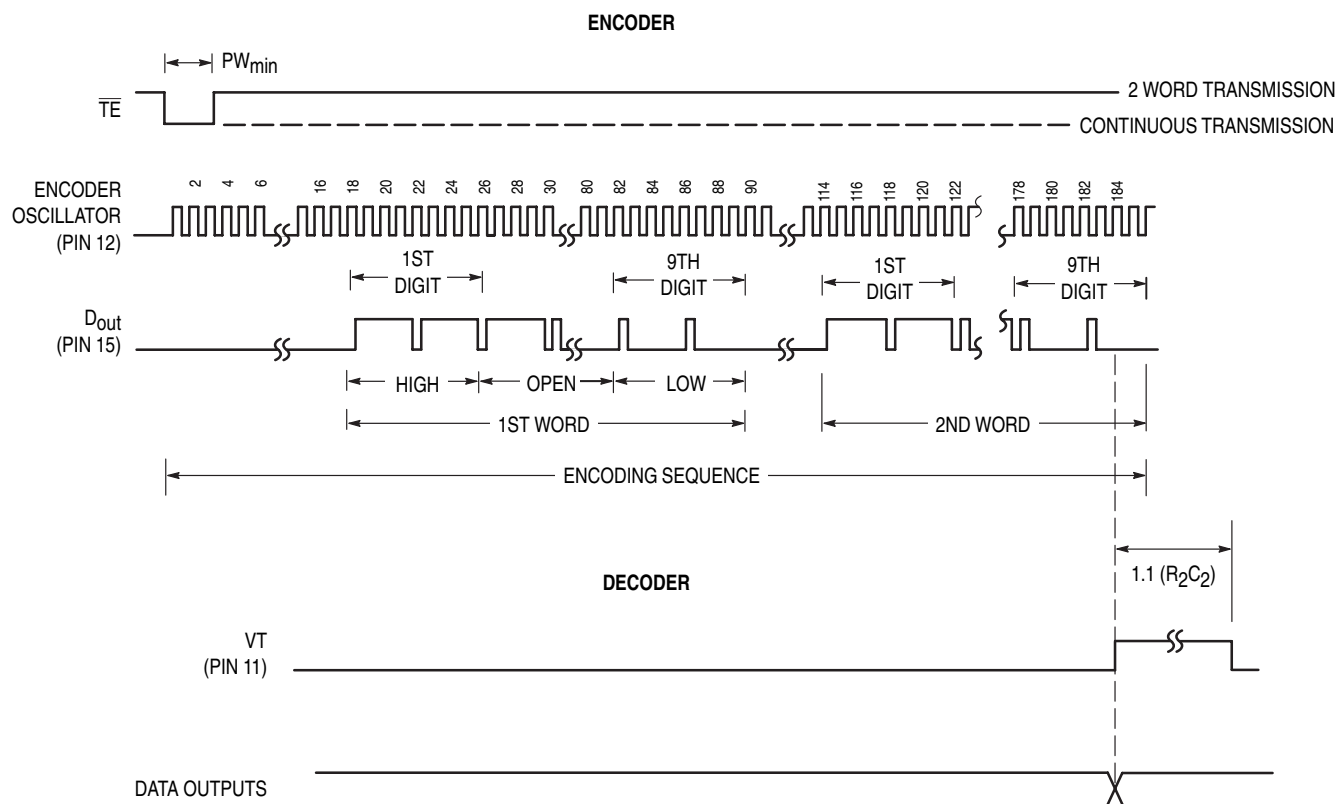 ENCODER
PWmin
TE
2 WORD TRANSMISSION
CONTINUOUS TRANSMISSION
ENCODER
OSCILLATOR
(PIN 12)
2 4 6 16 18 20 22 24 26 28 30 80 82 84 86 88 90 114 116 118 120 122 178 180 182 184
1ST
DIGIT
9TH
DIGIT
1ST
DIGIT
9TH
DIGIT
Dout
(PIN 15)
HIGH OPEN LOW
1ST WORD 2ND WORD
ENCODING SEQUENCE
1.1 (R2C2)
DECODER
VT
(PIN 11)
DATA OUTPUTS